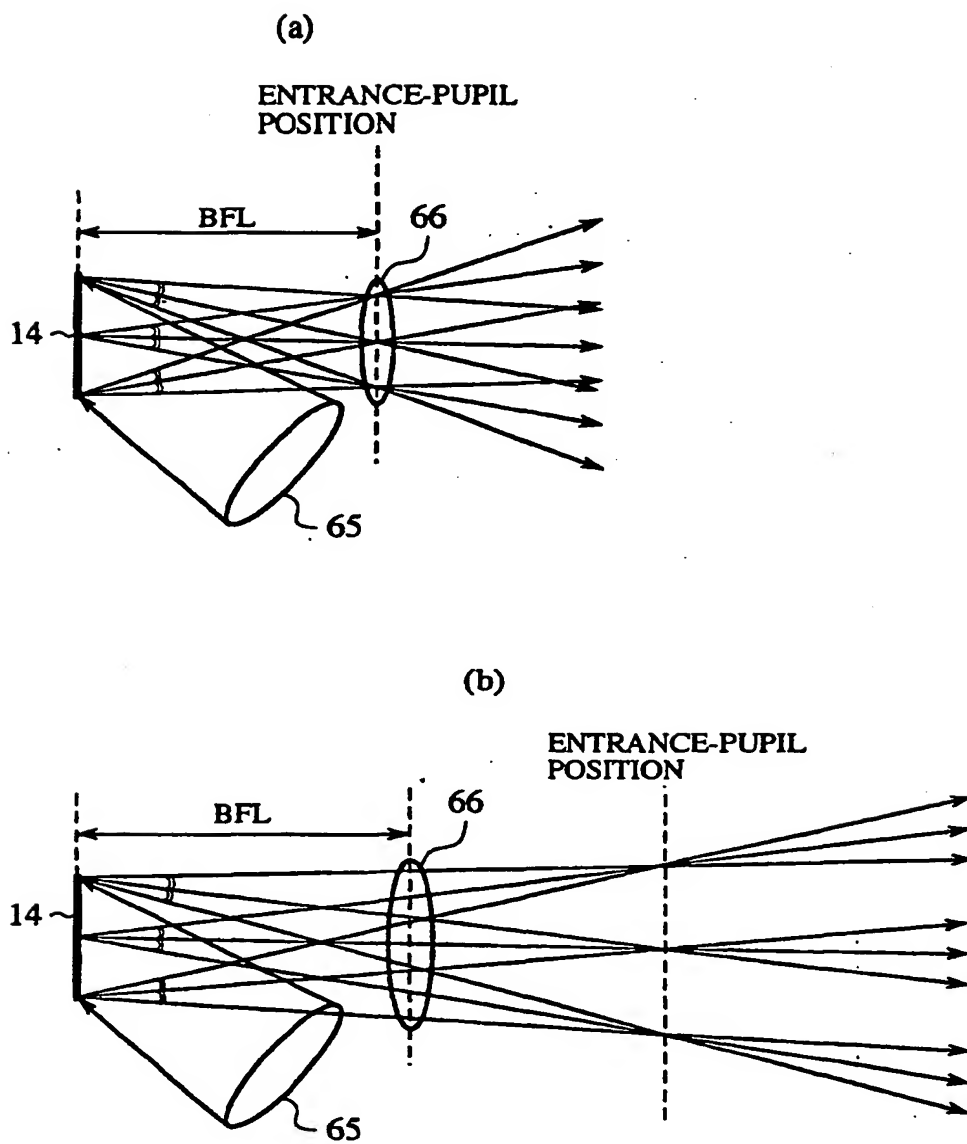 (a)
ENTRANCE-PUPIL
POSITION
BFL
66
14
65
(b)
ENTRANCE-PUPIL
POSITION
BFL
66
14
65